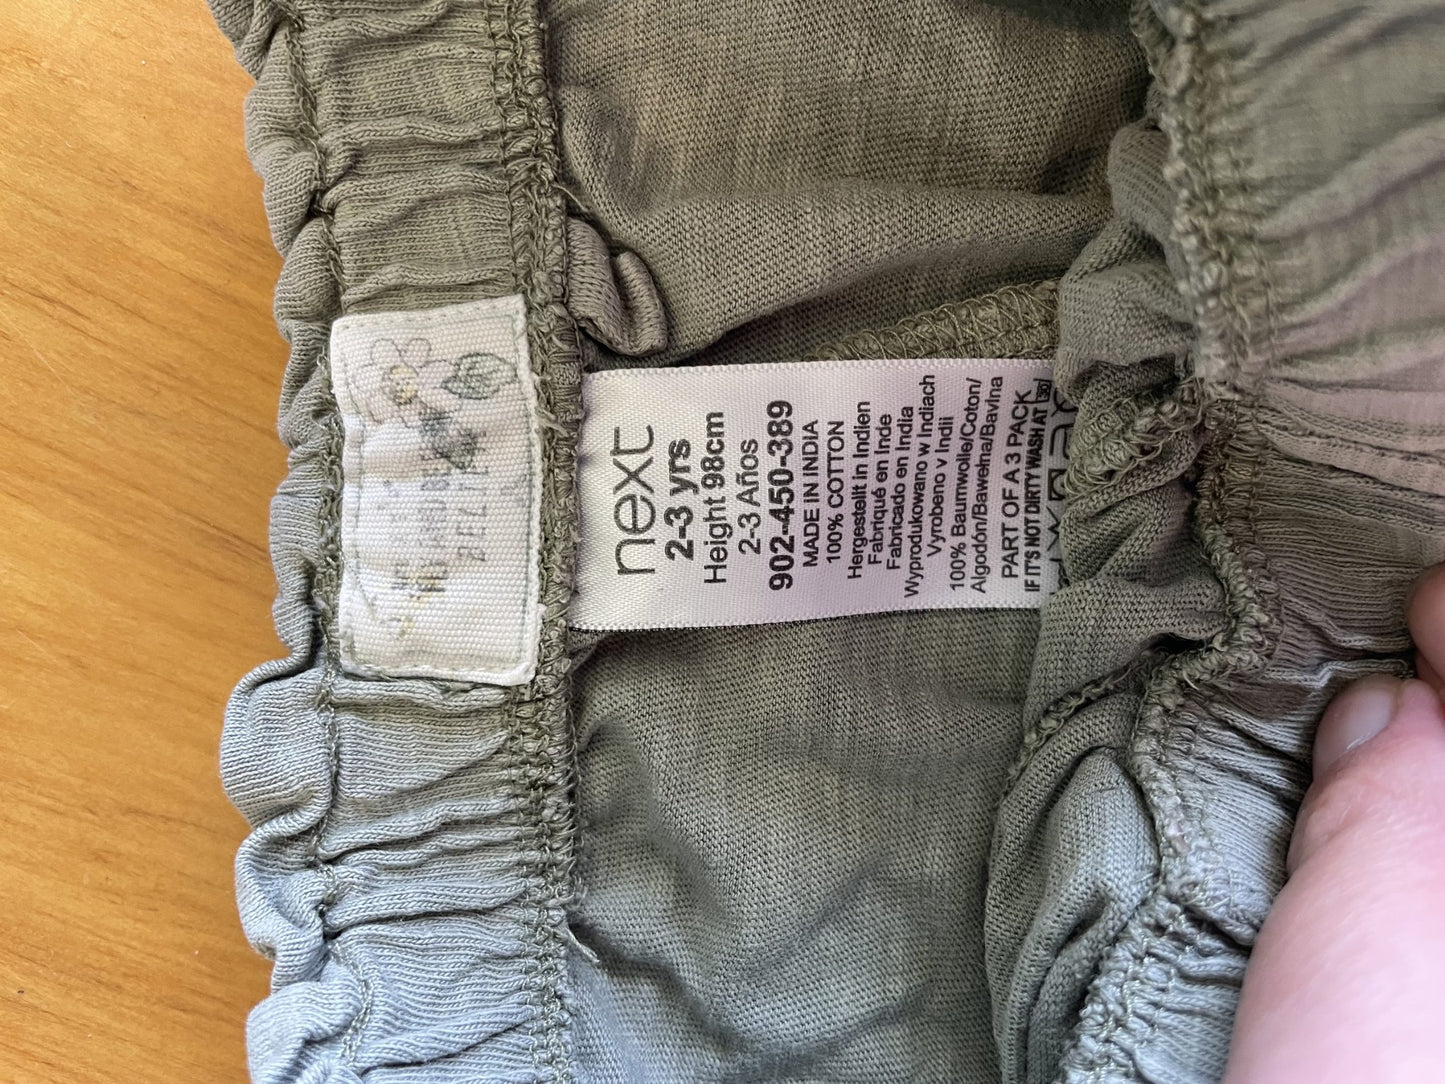 next
2-3 yrs
Height 98cm
2-3 Años
902-450-389
MADE IN INDIA
100% COTTON
Hergestellt in Indien
Fabriqué en Inde
Fabricado en India
Wyprodukowano w Indiach
Vyrobeno v Indii
100% Baumwolle/Coton/
Algodón/Bawełna/Bavlna
PART OF A 3 PACK
IF IT'S NOT DIRTY WASH AT 30